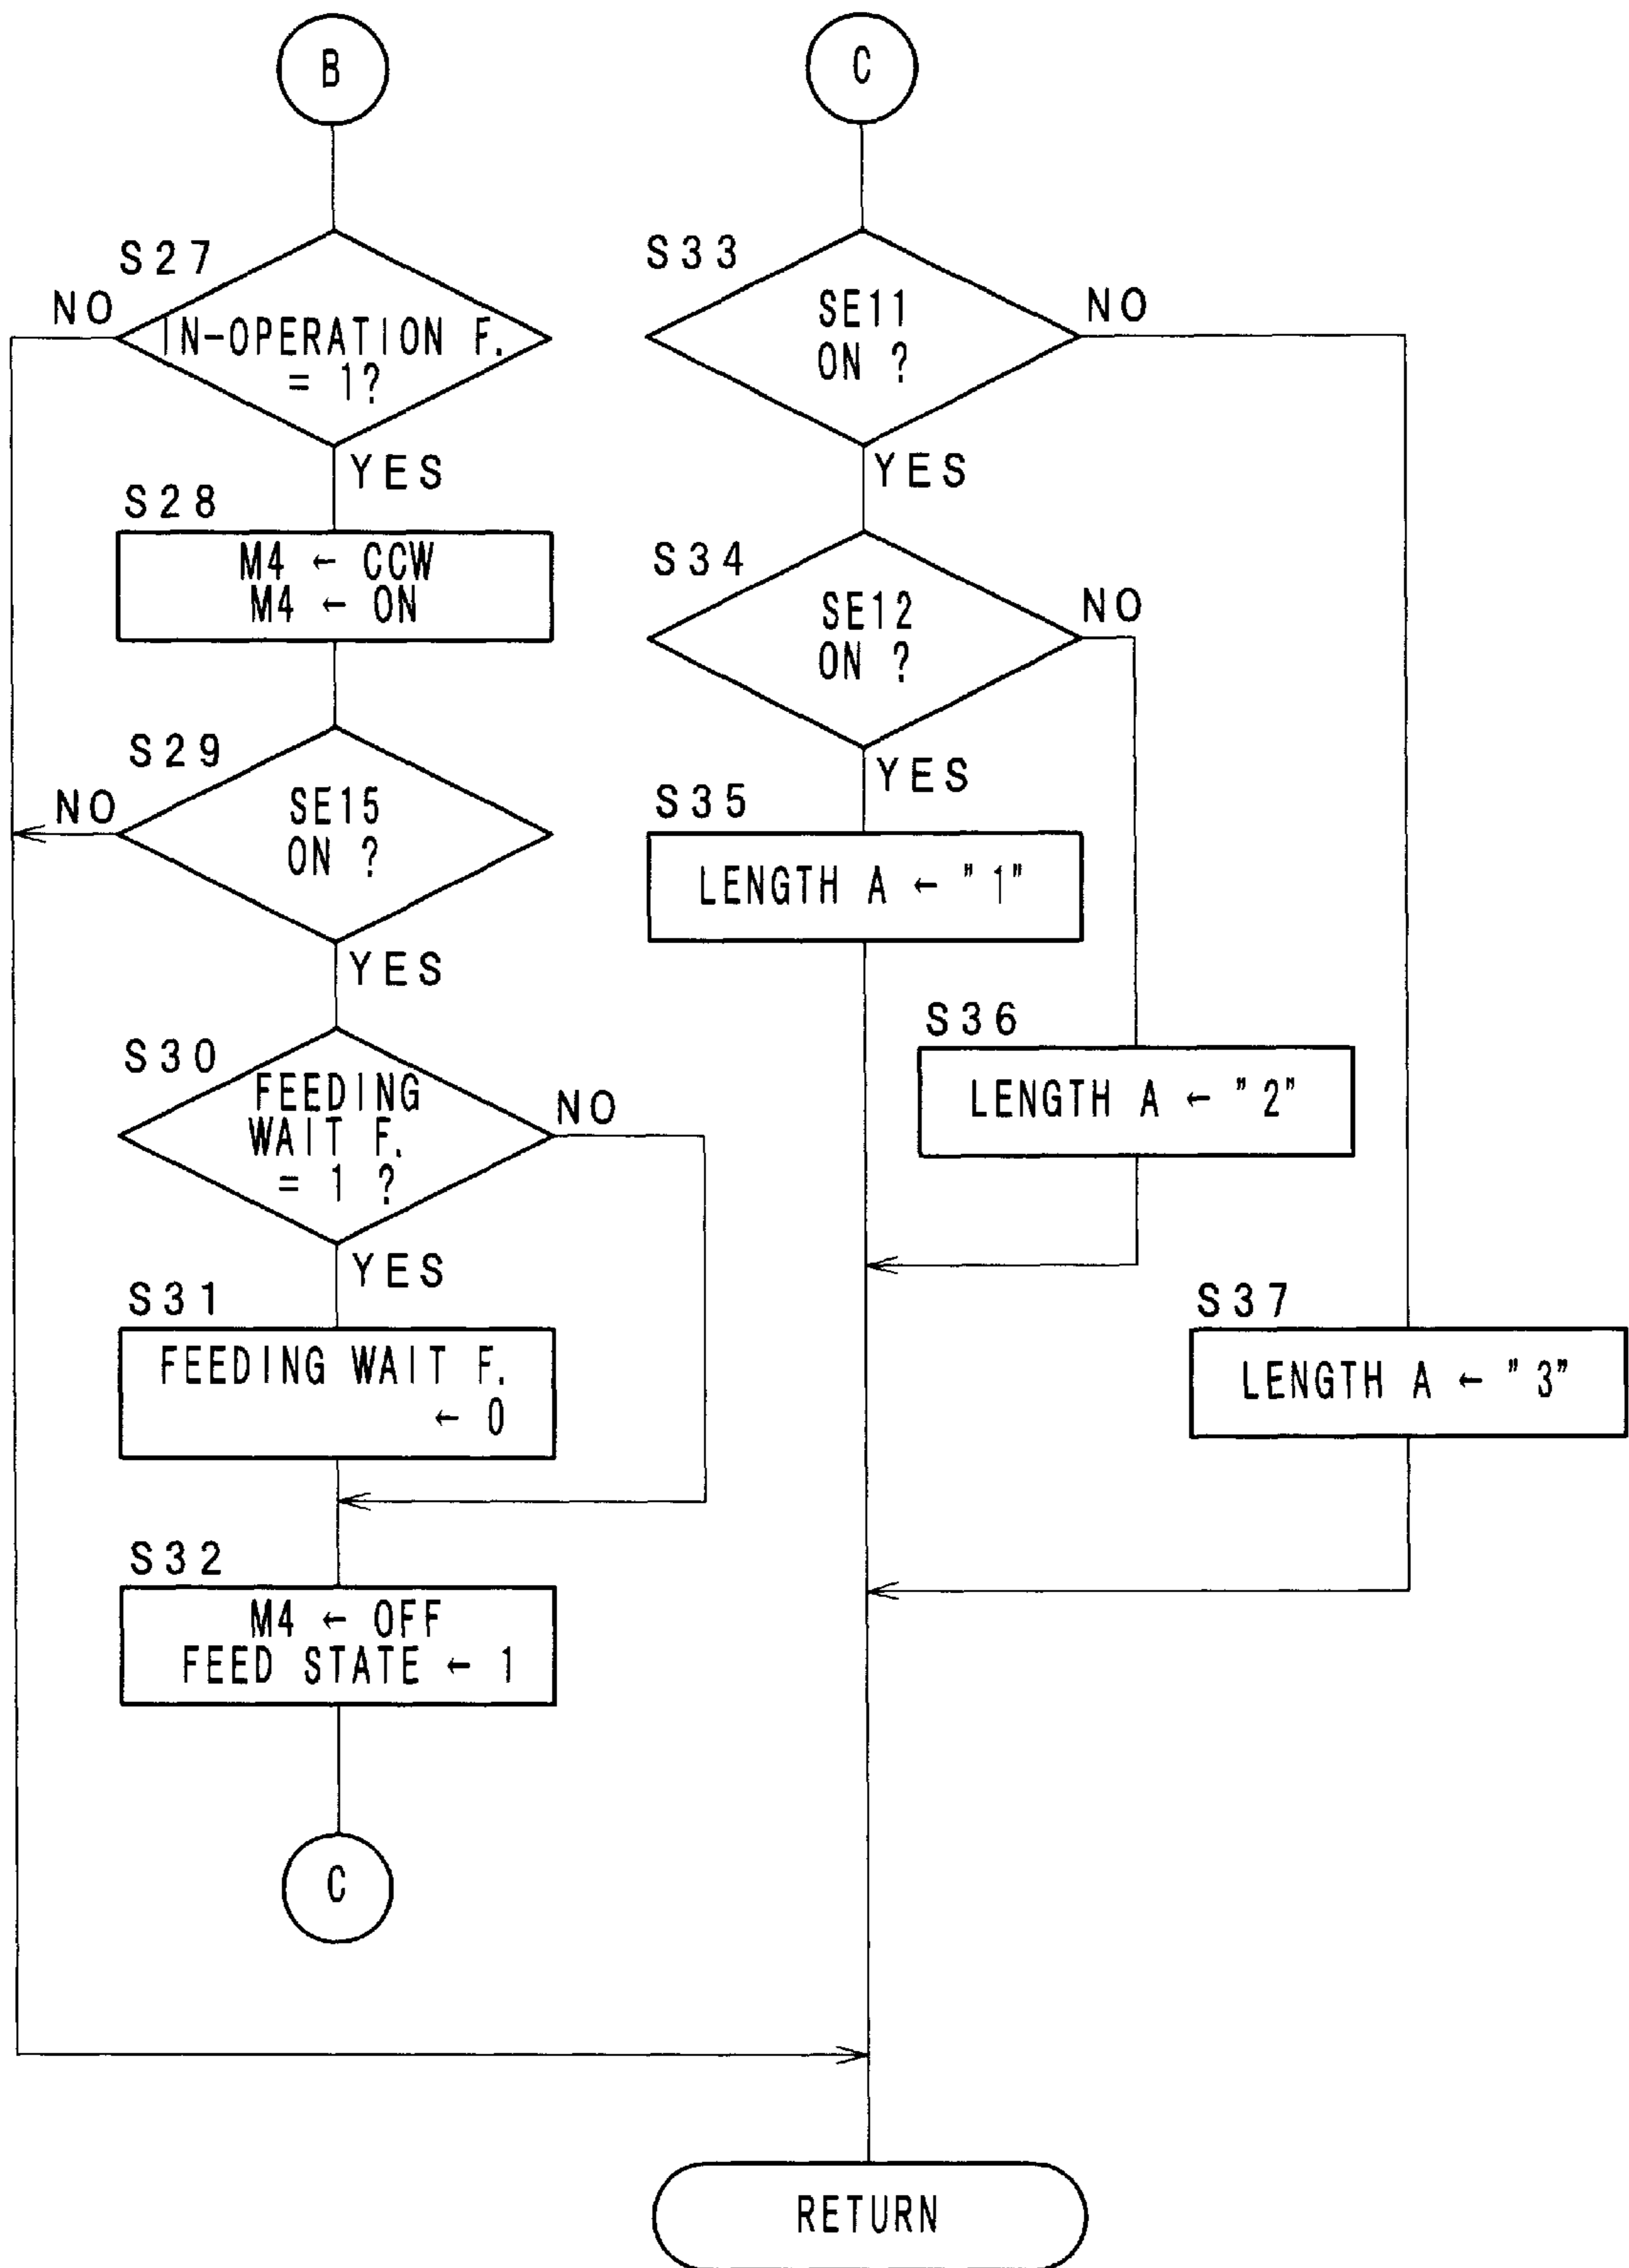 B
S27
NO
IN-OPERATION F.
= 1?
YES
S28
M4 ← CCW
M4 ← ON
S29
NO
SE15
ON ?
YES
S30
FEEDING
WAIT F.
= 1 ?
NO
YES
S31
FEEDING WAIT F.
← 0
S32
M4 ← OFF
FEED STATE ← 1
C
C
S33
SE11
ON ?
NO
YES
S34
SE12
ON ?
NO
YES
S35
LENGTH A ← "1"
S36
LENGTH A ← "2"
S37
LENGTH A ← "3"
RETURN